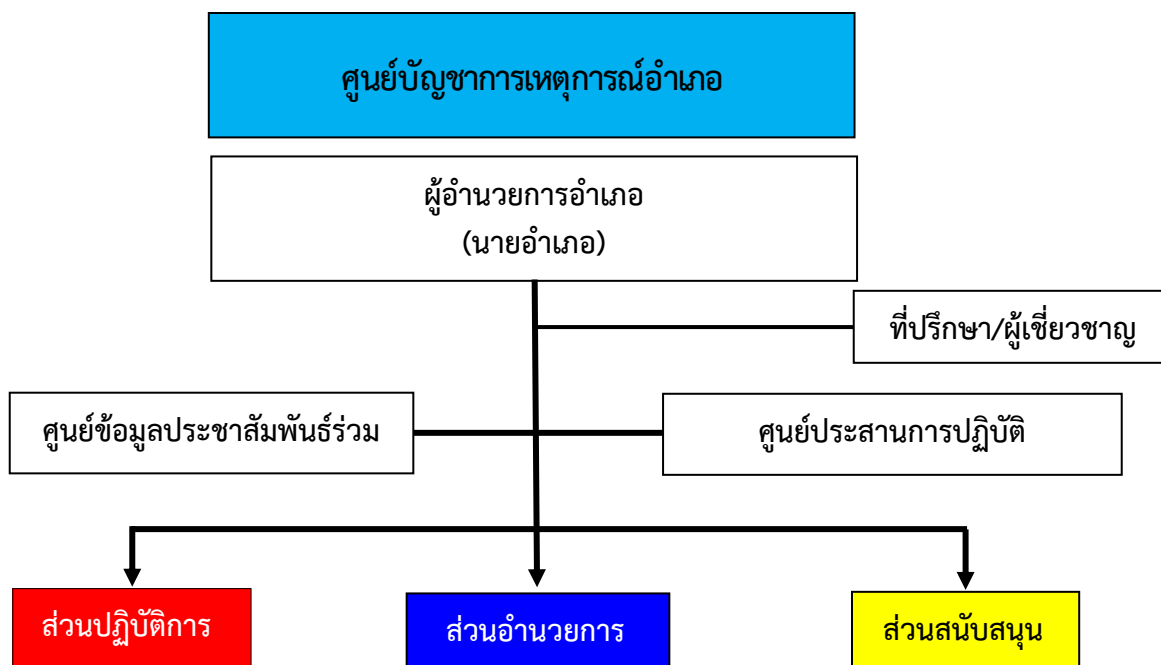 ศูนย์บัญชาการเหตุการณ์อำเภอ
ผู้อำนวยการอำเภอ
(นายอำเภอ)
ที่ปรึกษา/ผู้เชี่ยวชาญ
ศูนย์ข้อมูลประชาสัมพันธ์ร่วม
ศูนย์ประสานการปฏิบัติ
ส่วนปฏิบัติการ
ส่วนอำนวยการ
ส่วนสนับสนุน